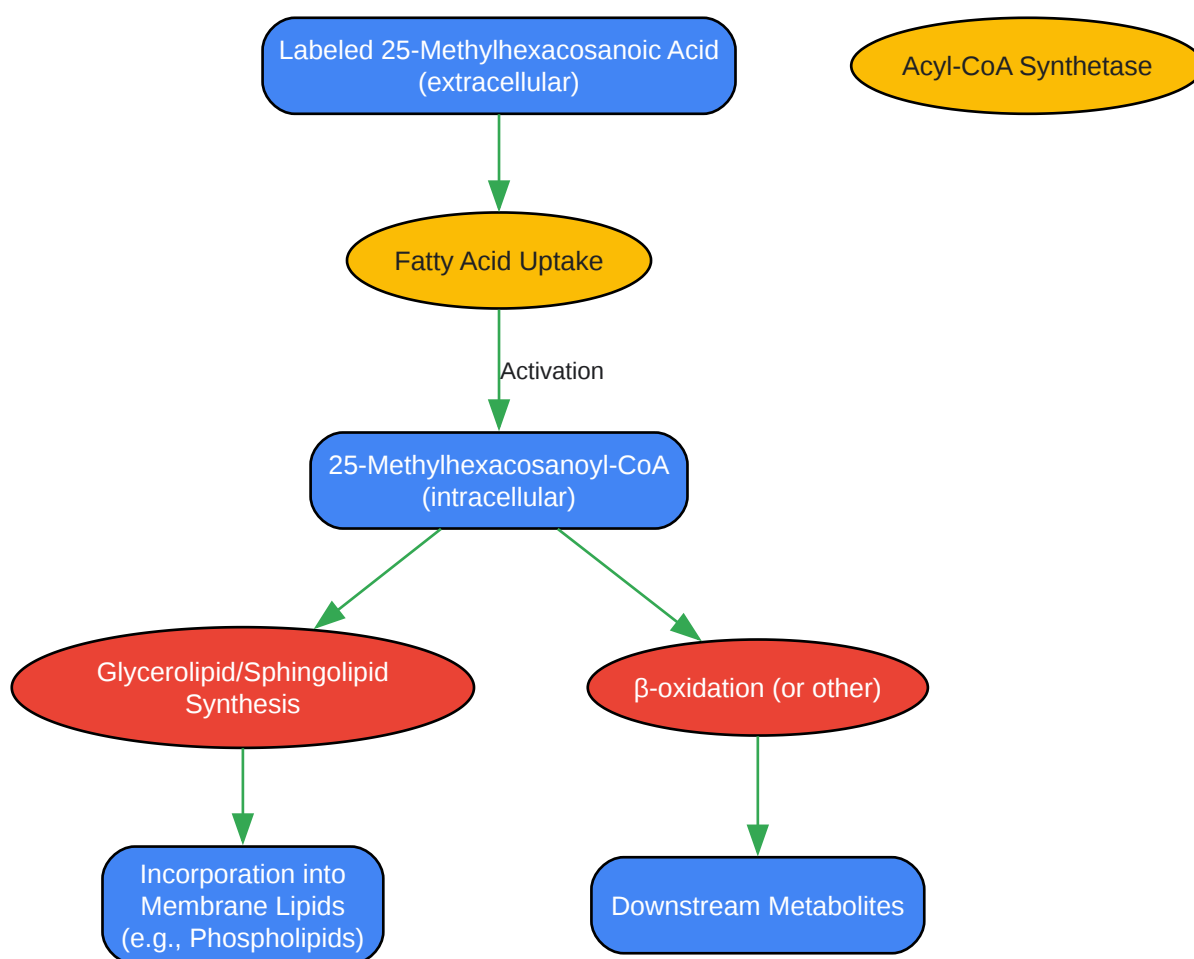 Labeled 25-Methylhexacosanoic Acid
(extracellular)
Acyl-CoA Synthetase
Fatty Acid Uptake
Activation
25-Methylhexacosanoyl-CoA
(intracellular)
Glycerolipid/Sphingolipid
Synthesis
β-oxidation (or other)
Incorporation into
Membrane Lipids
(e.g., Phospholipids)
Downstream Metabolites